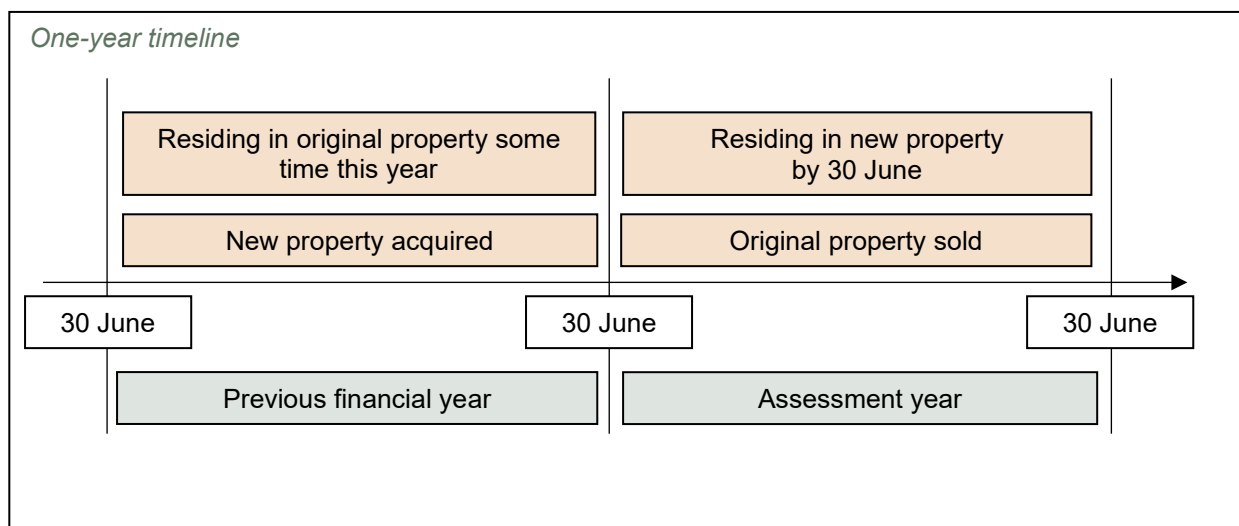 One-year timeline
Residing in original property some
time this year
Residing in new property
by 30 June
New property acquired
Original property sold
30 June
30 June
30 June
Previous financial year
Assessment year